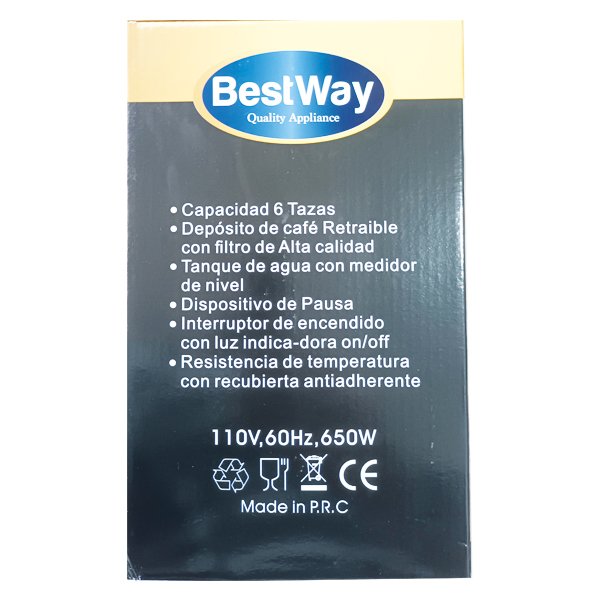 BestWay
Quality Appliance
• Capacidad 6 Tazas
• Depósito de café Retraible
con filtro de Alta calidad
• Tanque de agua con medidor
de nivel
• Dispositivo de Pausa
• Interruptor de encendido
con luz indica-dora on/off
• Resistencia de temperatura
con recubierta antiadherente
110V,60Hz,650W
CE
Made in P.R.C